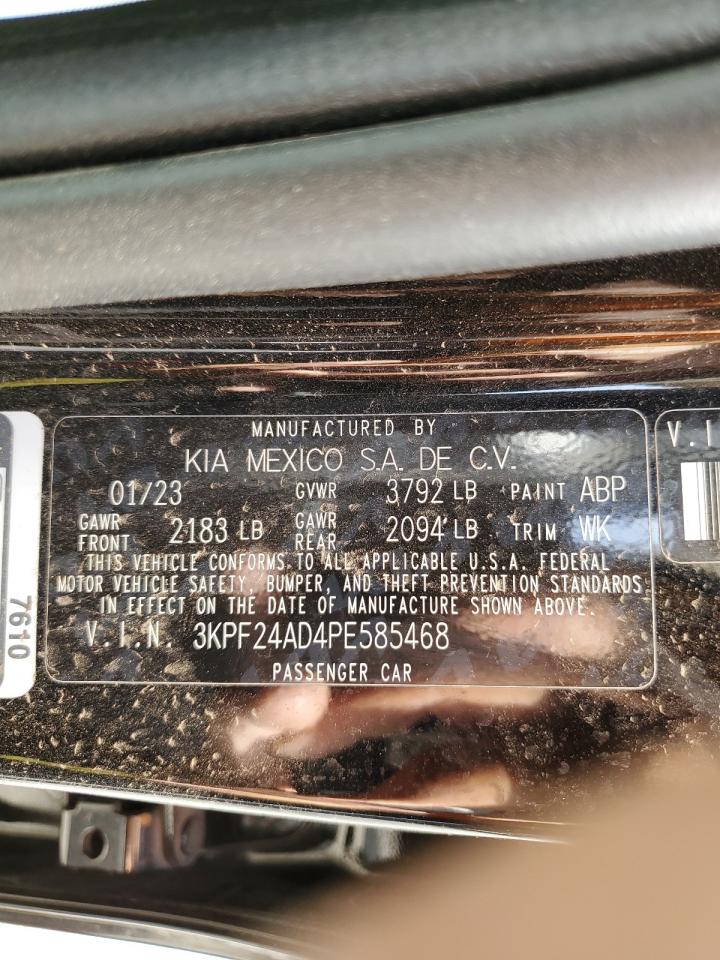 MANUFACTURED BY
KIA MEXICO S.A. DE C.V.
01/23 GVWR 3792 LB PAINT ABP
GAWR FRONT 2183 LB GAWR REAR 2094 LB TRIM WK
THIS VEHICLE CONFORMS TO ALL APPLICABLE U.S.A. FEDERAL
MOTOR VEHICLE SAFETY, BUMPER, AND THEFT PREVENTION STANDARDS
IN EFFECT ON THE DATE OF MANUFACTURE SHOWN ABOVE.
V.I.N. 3KPF24AD4PE585468
PASSENGER CAR
7610
V.I